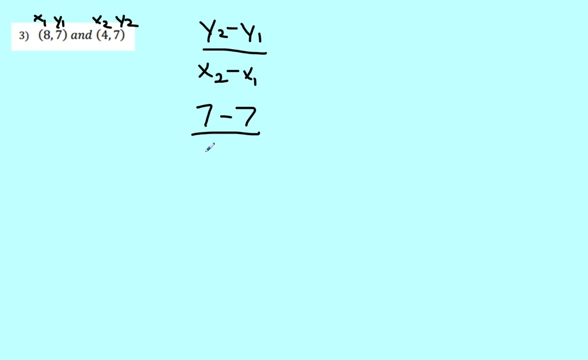 x₁ y₁ x₂ y₂
3) (8, 7) and (4, 7)
y₂ - y₁
x₂ - x₁
7 - 7